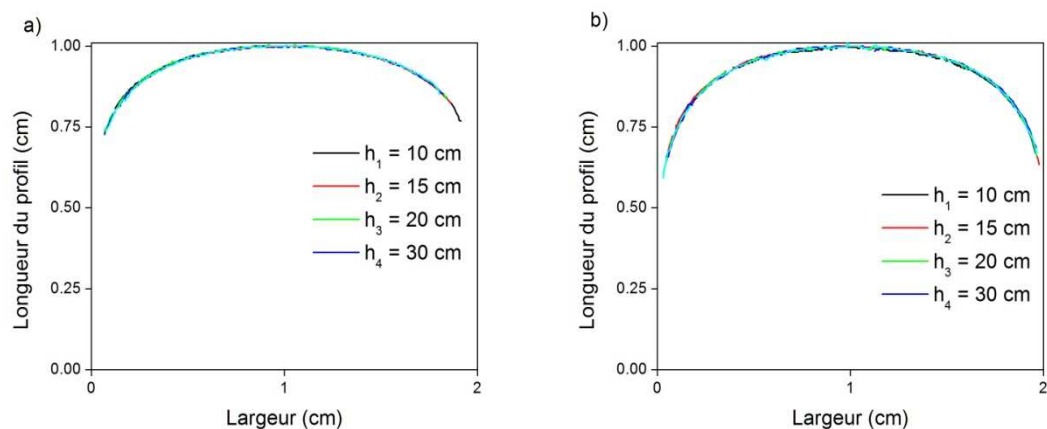 a)
1.00
0.75
0.50
0.25
0.00
Longueur du profil (cm)
h1 = 10 cm
h2 = 15 cm
h3 = 20 cm
h4 = 30 cm
0 1 2
Largeur (cm)
b)
1.00
0.75
0.50
0.25
0.00
Longueur du profil (cm)
h1 = 10 cm
h2 = 15 cm
h3 = 20 cm
h4 = 30 cm
0 1 2
Largeur (cm)